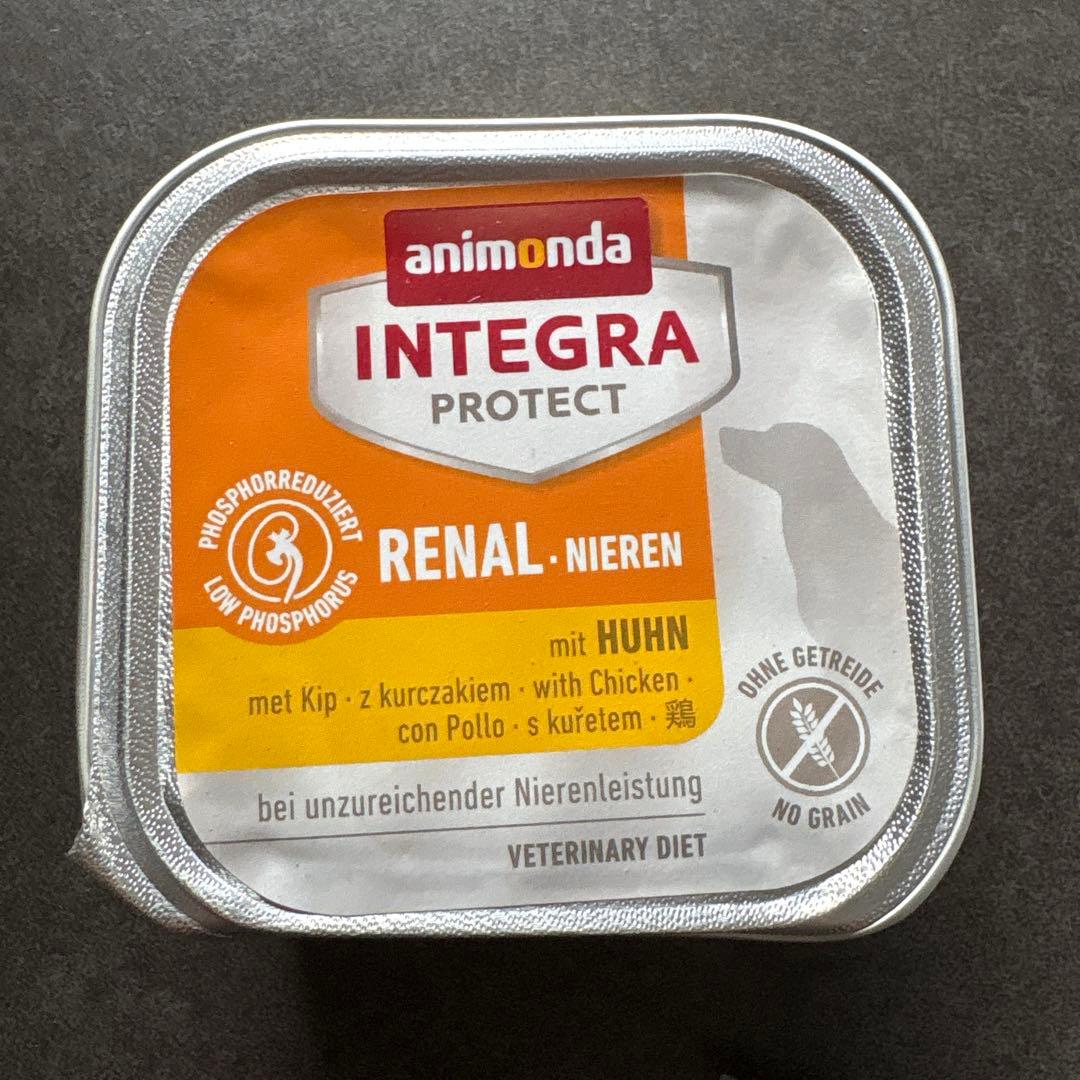 animonda
INTEGRA
PROTECT
PHOSPHORREDUZIERT
LOW PHOSPHORUS
RENAL · NIEREN
mit HUHN
met Kip · z kurczakiem · with Chicken ·
con Pollo · s kuřetem · 鶏
bei unzureichender Nierenleistung
VETERINARY DIET
OHNE GETREIDE
NO GRAIN